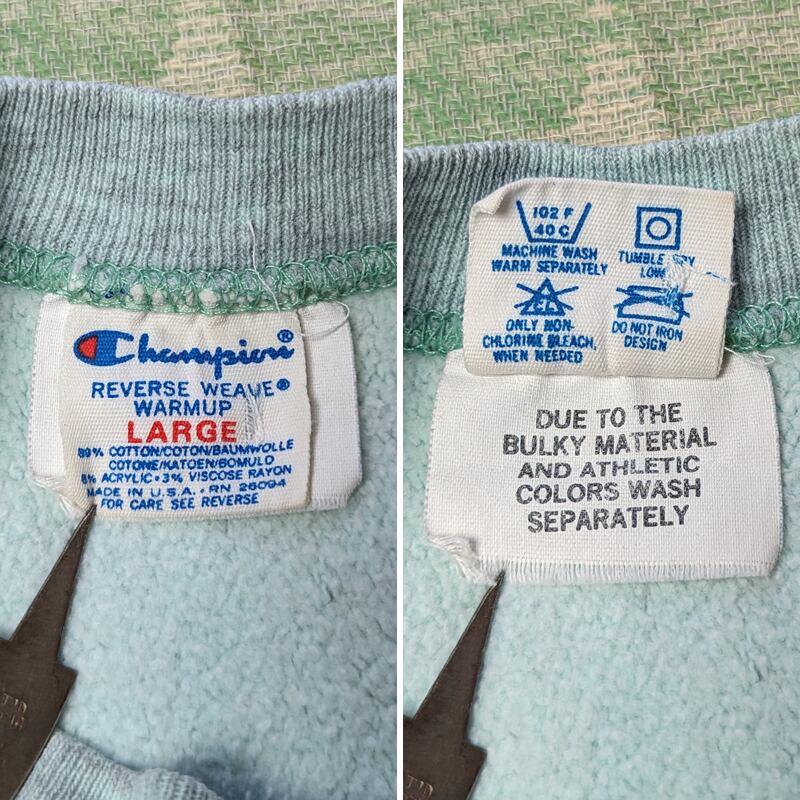 Champion®
REVERSE WEAVE®
WARMUP
LARGE
89% COTTON/COTON/BAUMWOLLE
COTONE/KATOEN/BOMULD
8% ACRYLIC • 3% VISCOSE RAYON
MADE IN U.S.A. • RN 26094
FOR CARE SEE REVERSE
102 F
40 C
MACHINE WASH
WARM SEPARATELY
TUMBLE DRY
LOW
CL
ONLY NON-
CHLORINE BLEACH,
WHEN NEEDED
DO NOT IRON
DESIGN
DUE TO THE
BULKY MATERIAL
AND ATHLETIC
COLORS WASH
SEPARATELY